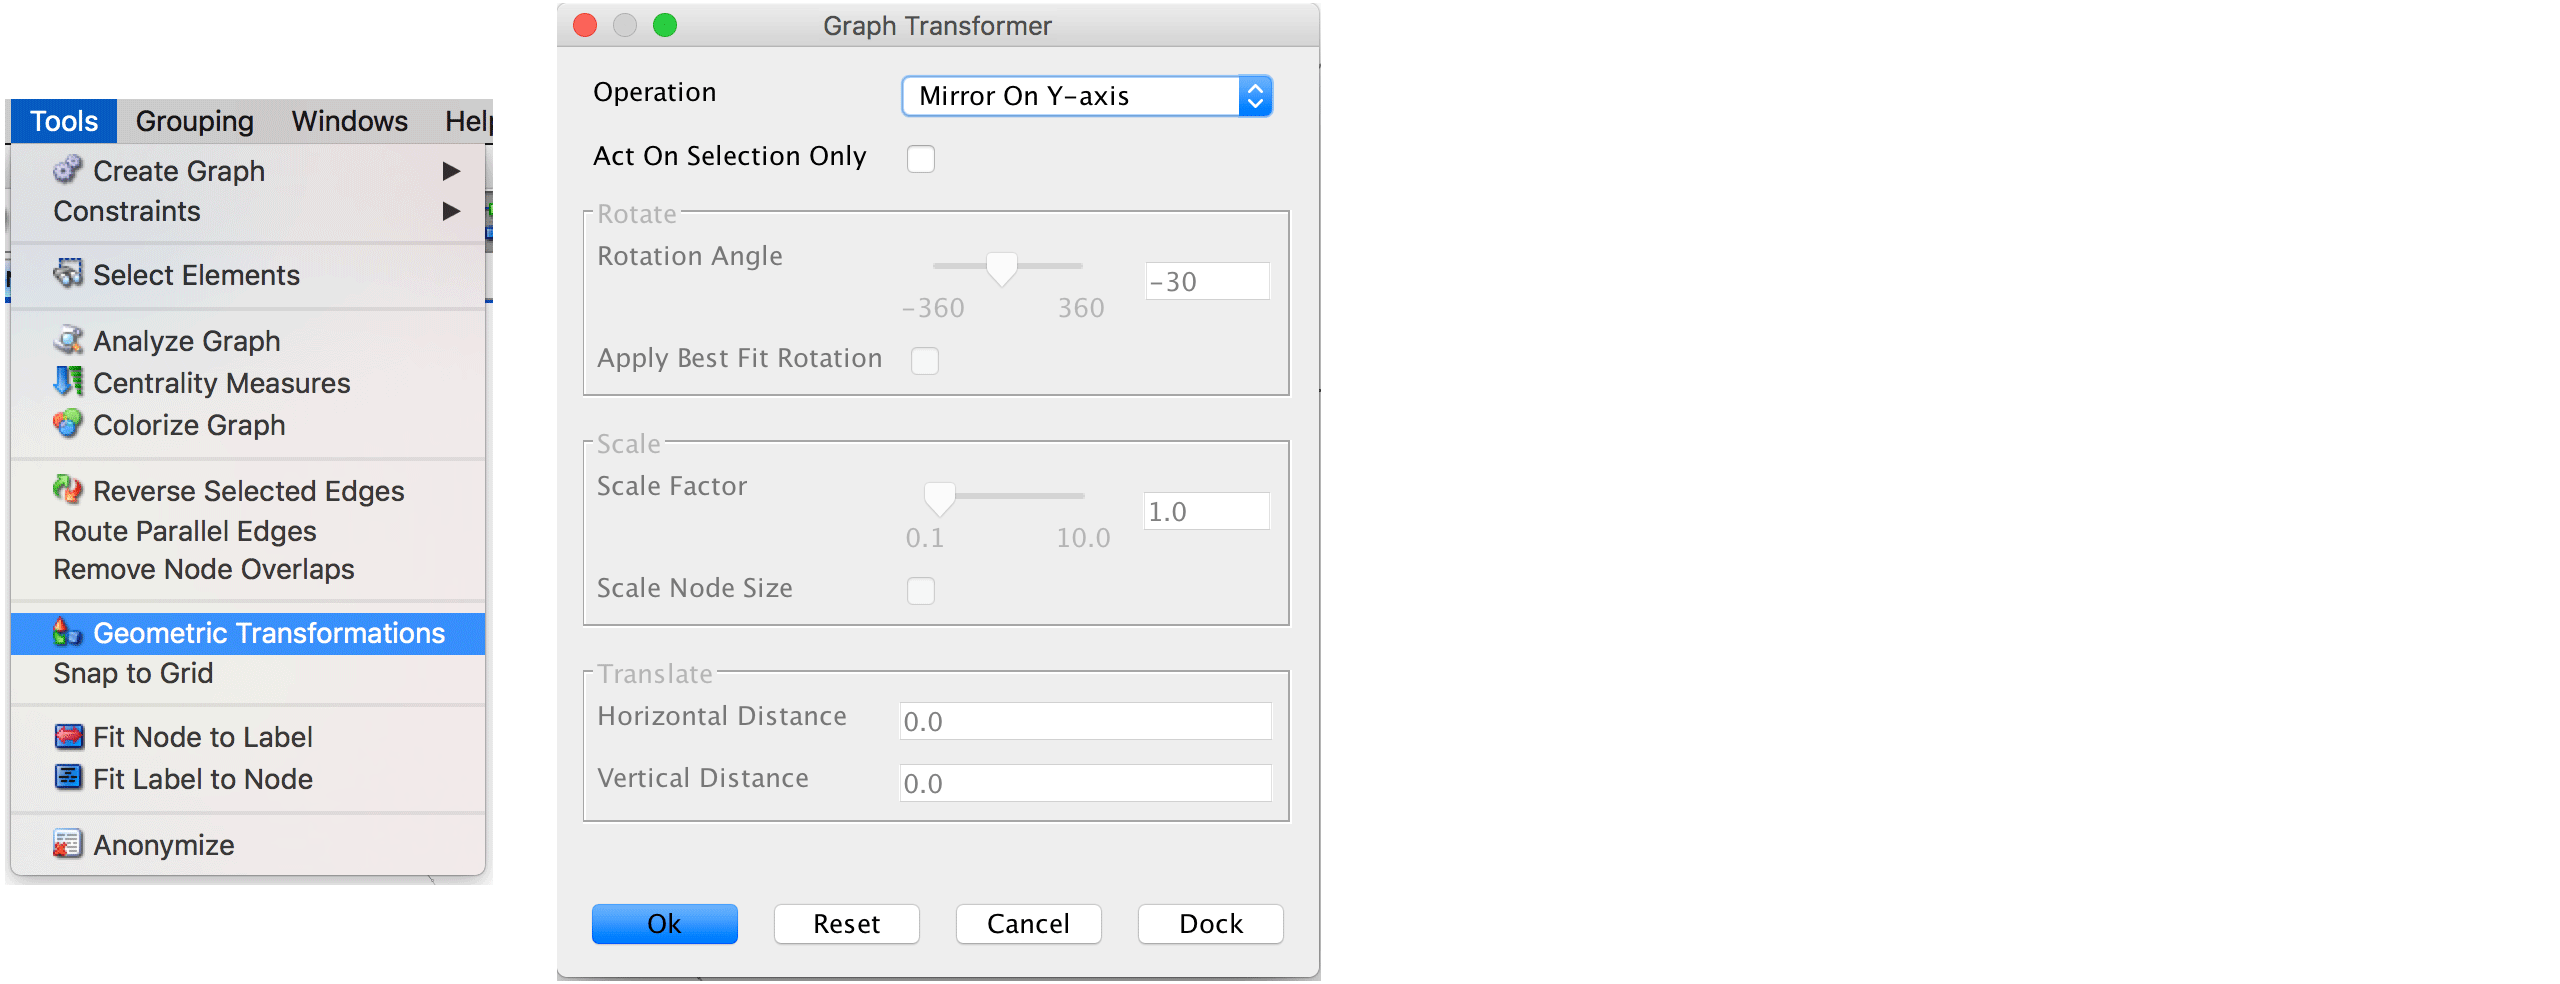 Tools Grouping Windows Help
Create Graph
Constraints
Select Elements
Analyze Graph
Centrality Measures
Colorize Graph
Reverse Selected Edges
Route Parallel Edges
Remove Node Overlaps
Geometric Transformations
Snap to Grid
Fit Node to Label
Fit Label to Node
Anonymize
Graph Transformer
Operation Mirror On Y-axis
Act On Selection Only
Rotate
Rotation Angle -30
-360 360
Apply Best Fit Rotation
Scale
Scale Factor 1.0
0.1 10.0
Scale Node Size
Translate
Horizontal Distance 0.0
Vertical Distance 0.0
Ok Reset Cancel Dock